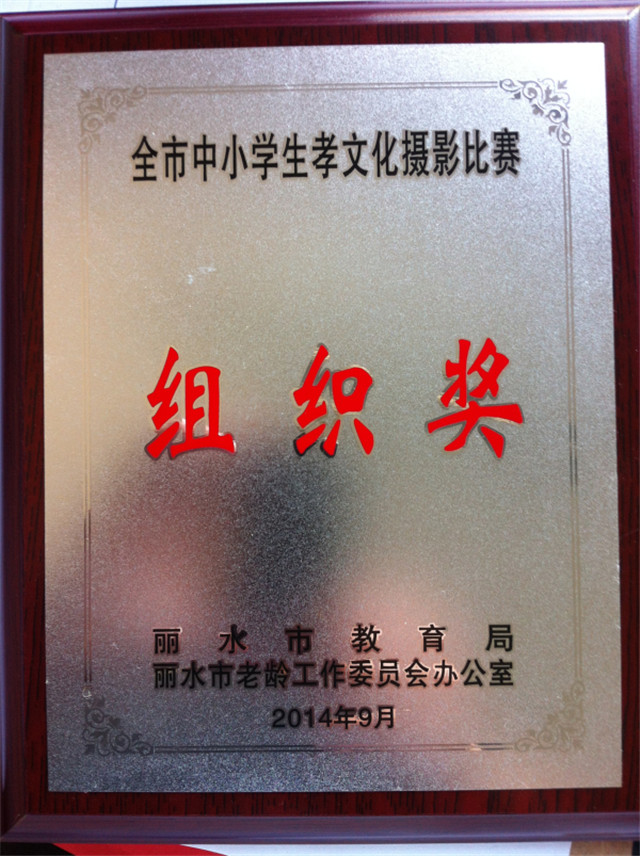 全市中小学生孝文化摄影比赛
组织奖
丽水市教育局
丽水市老龄工作委员会办公室
2014年9月